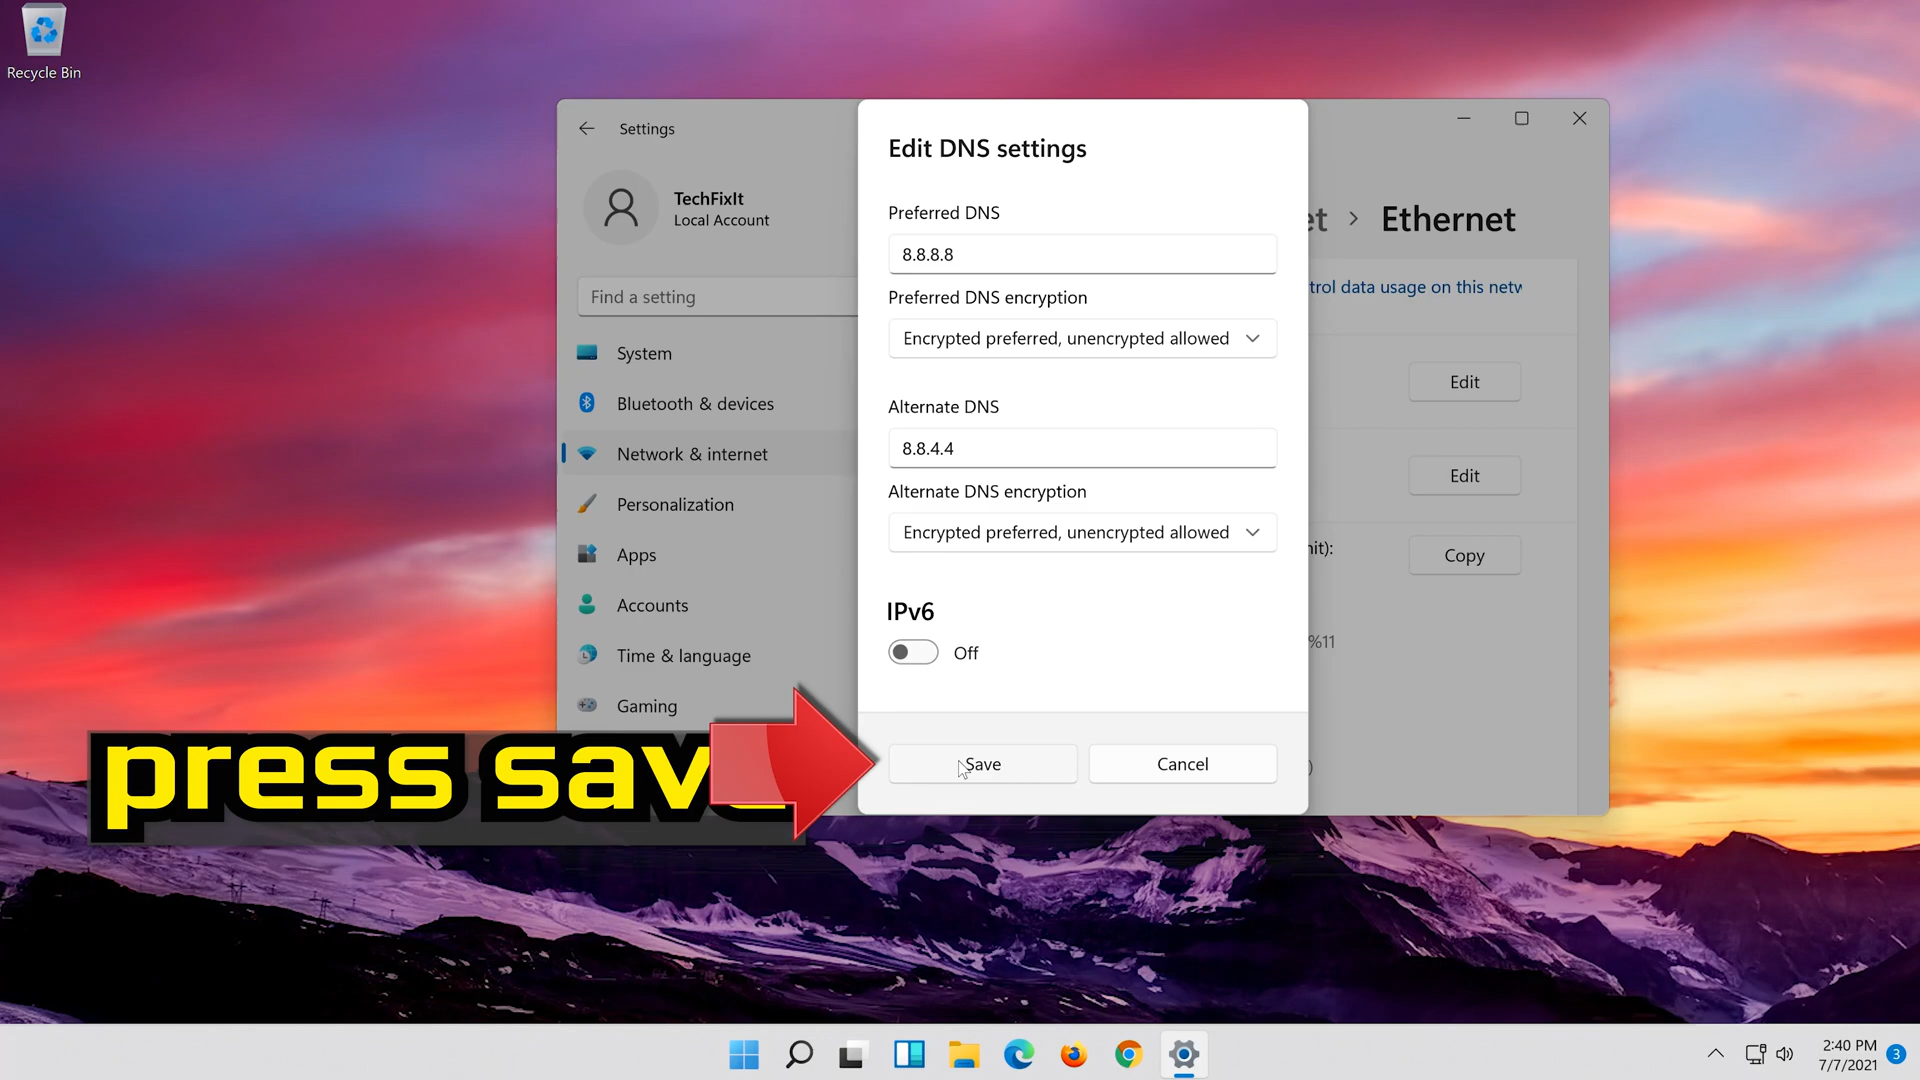 Recycle Bin
Settings
TechFixIt
Local Account
Find a setting
System
Bluetooth & devices
Network & internet
Personalization
Apps
Accounts
Time & language
Gaming
Edit DNS settings
Preferred DNS
8.8.8.8
Preferred DNS encryption
Encrypted preferred, unencrypted allowed
Alternate DNS
8.8.4.4
Alternate DNS encryption
Encrypted preferred, unencrypted allowed
IPv6
Off
Save
Cancel
et > Ethernet
trol data usage on this netw
Edit
Edit
nit):
Copy
%11
)
press save
2:40 PM
7/7/2021
3